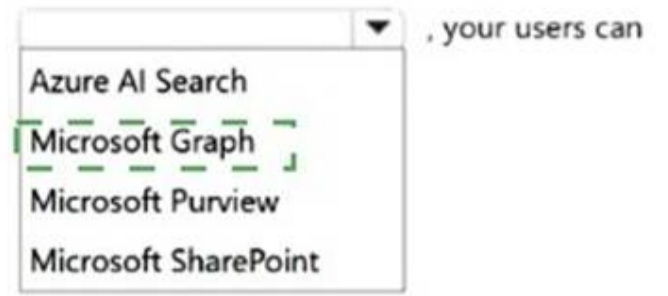 , your users can
Azure AI Search
Microsoft Graph
Microsoft Purview
Microsoft SharePoint